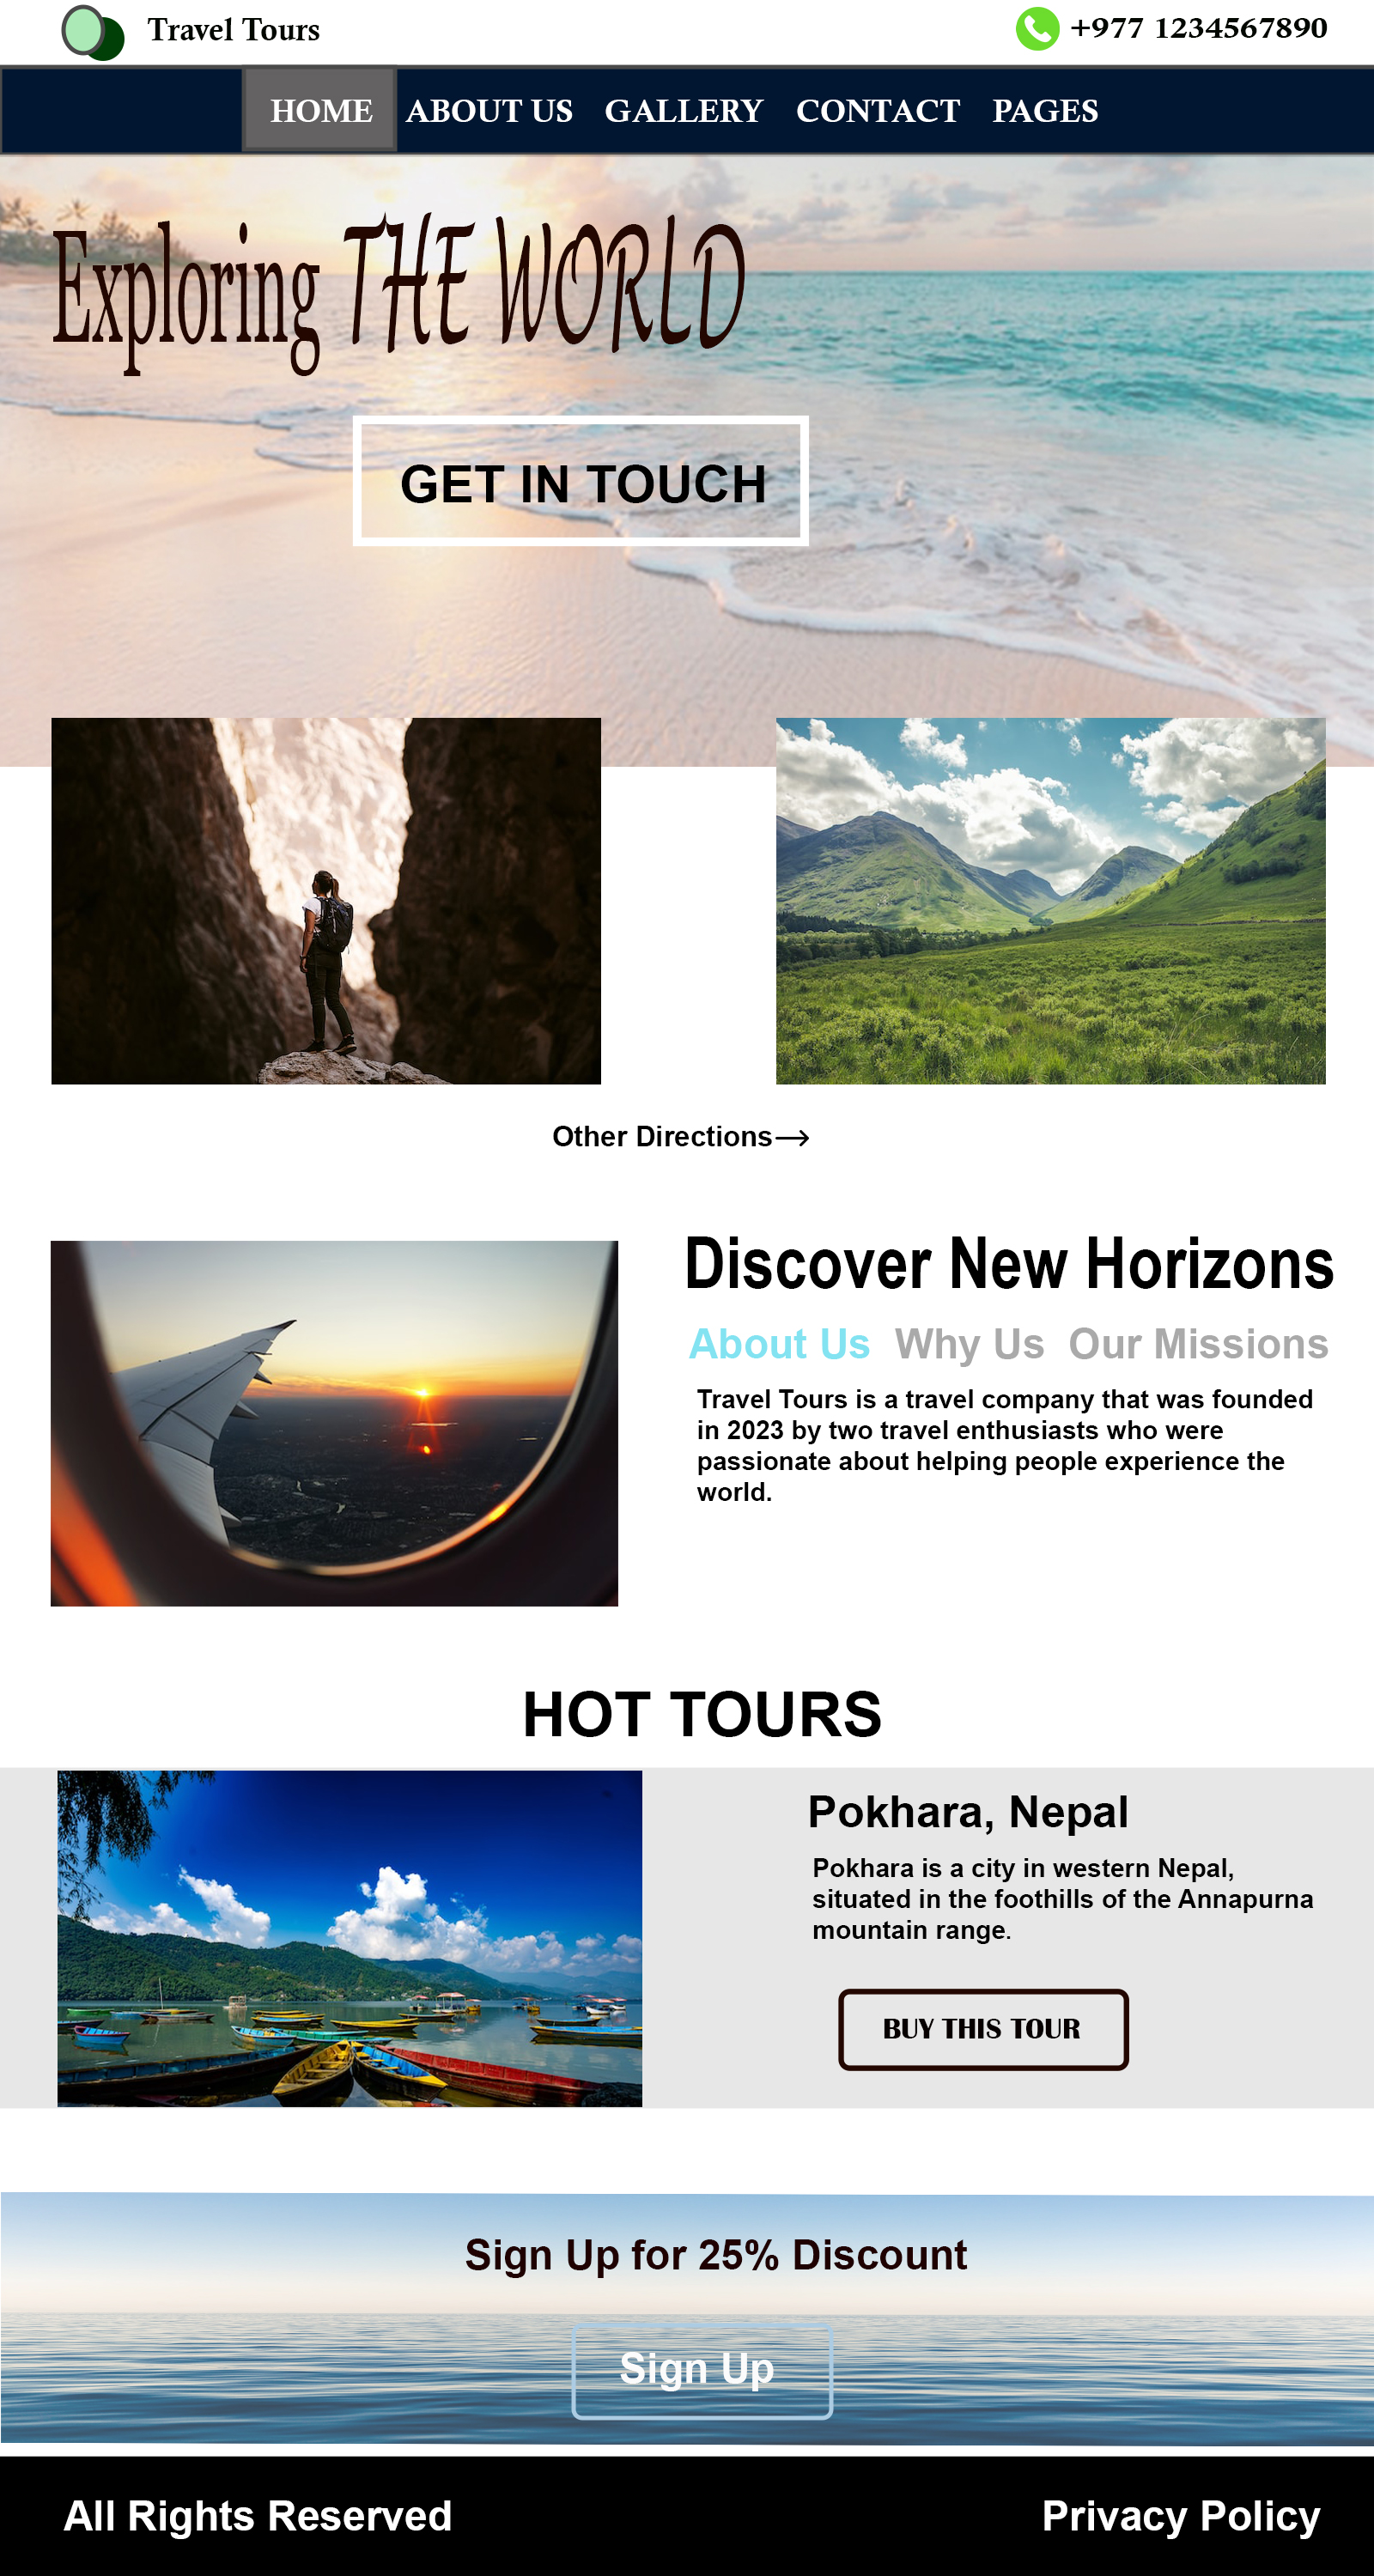 Travel Tours
+977 1234567890
HOME ABOUT US GALLERY CONTACT PAGES
Exploring THE WORLD
GET IN TOUCH
Other Directions→
Discover New Horizons
About Us Why Us Our Missions
Travel Tours is a travel company that was founded
in 2023 by two travel enthusiasts who were
passionate about helping people experience the
world.
HOT TOURS
Pokhara, Nepal
Pokhara is a city in western Nepal,
situated in the foothills of the Annapurna
mountain range.
BUY THIS TOUR
Sign Up for 25% Discount
Sign Up
All Rights Reserved
Privacy Policy